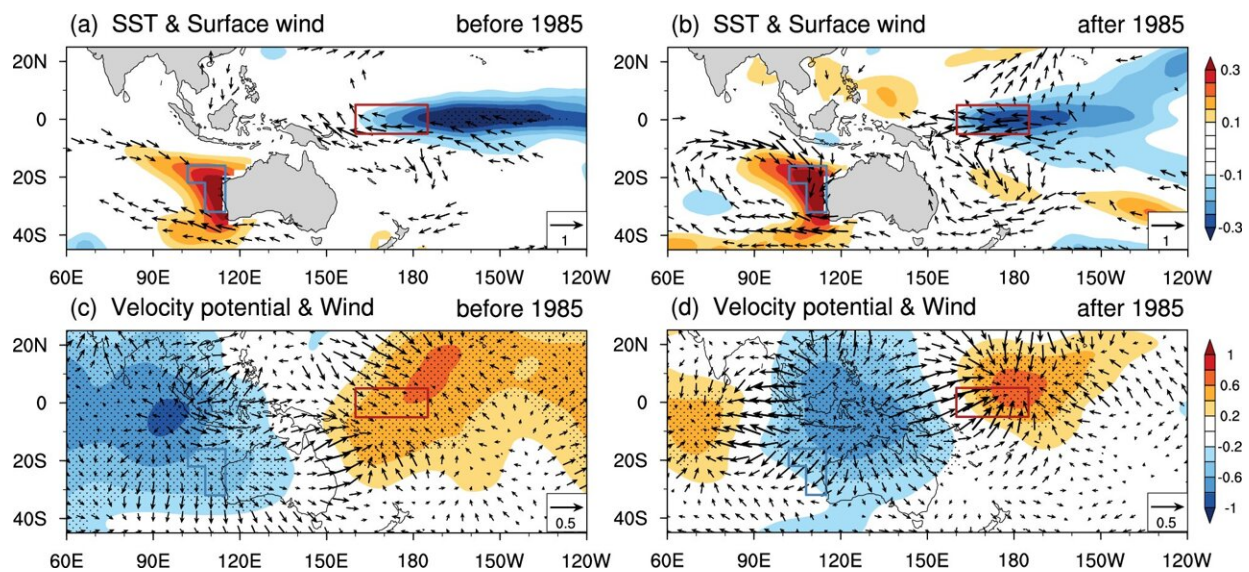 (a) SST & Surface wind before 1985
(b) SST & Surface wind after 1985
20N
0
20S
40S
1
60E 90E 120E 150E 180 150W 120W
1
60E 90E 120E 150E 180 150W 120W
0.3
0.1
-0.1
-0.3
(c) Velocity potential & Wind before 1985
(d) Velocity potential & Wind after 1985
20N
0
20S
40S
0.5
60E 90E 120E 150E 180 150W 120W
20N
0
20S
40S
0.5
60E 90E 120E 150E 180 150W 120W
1
0.6
0.2
-0.2
-0.6
-1